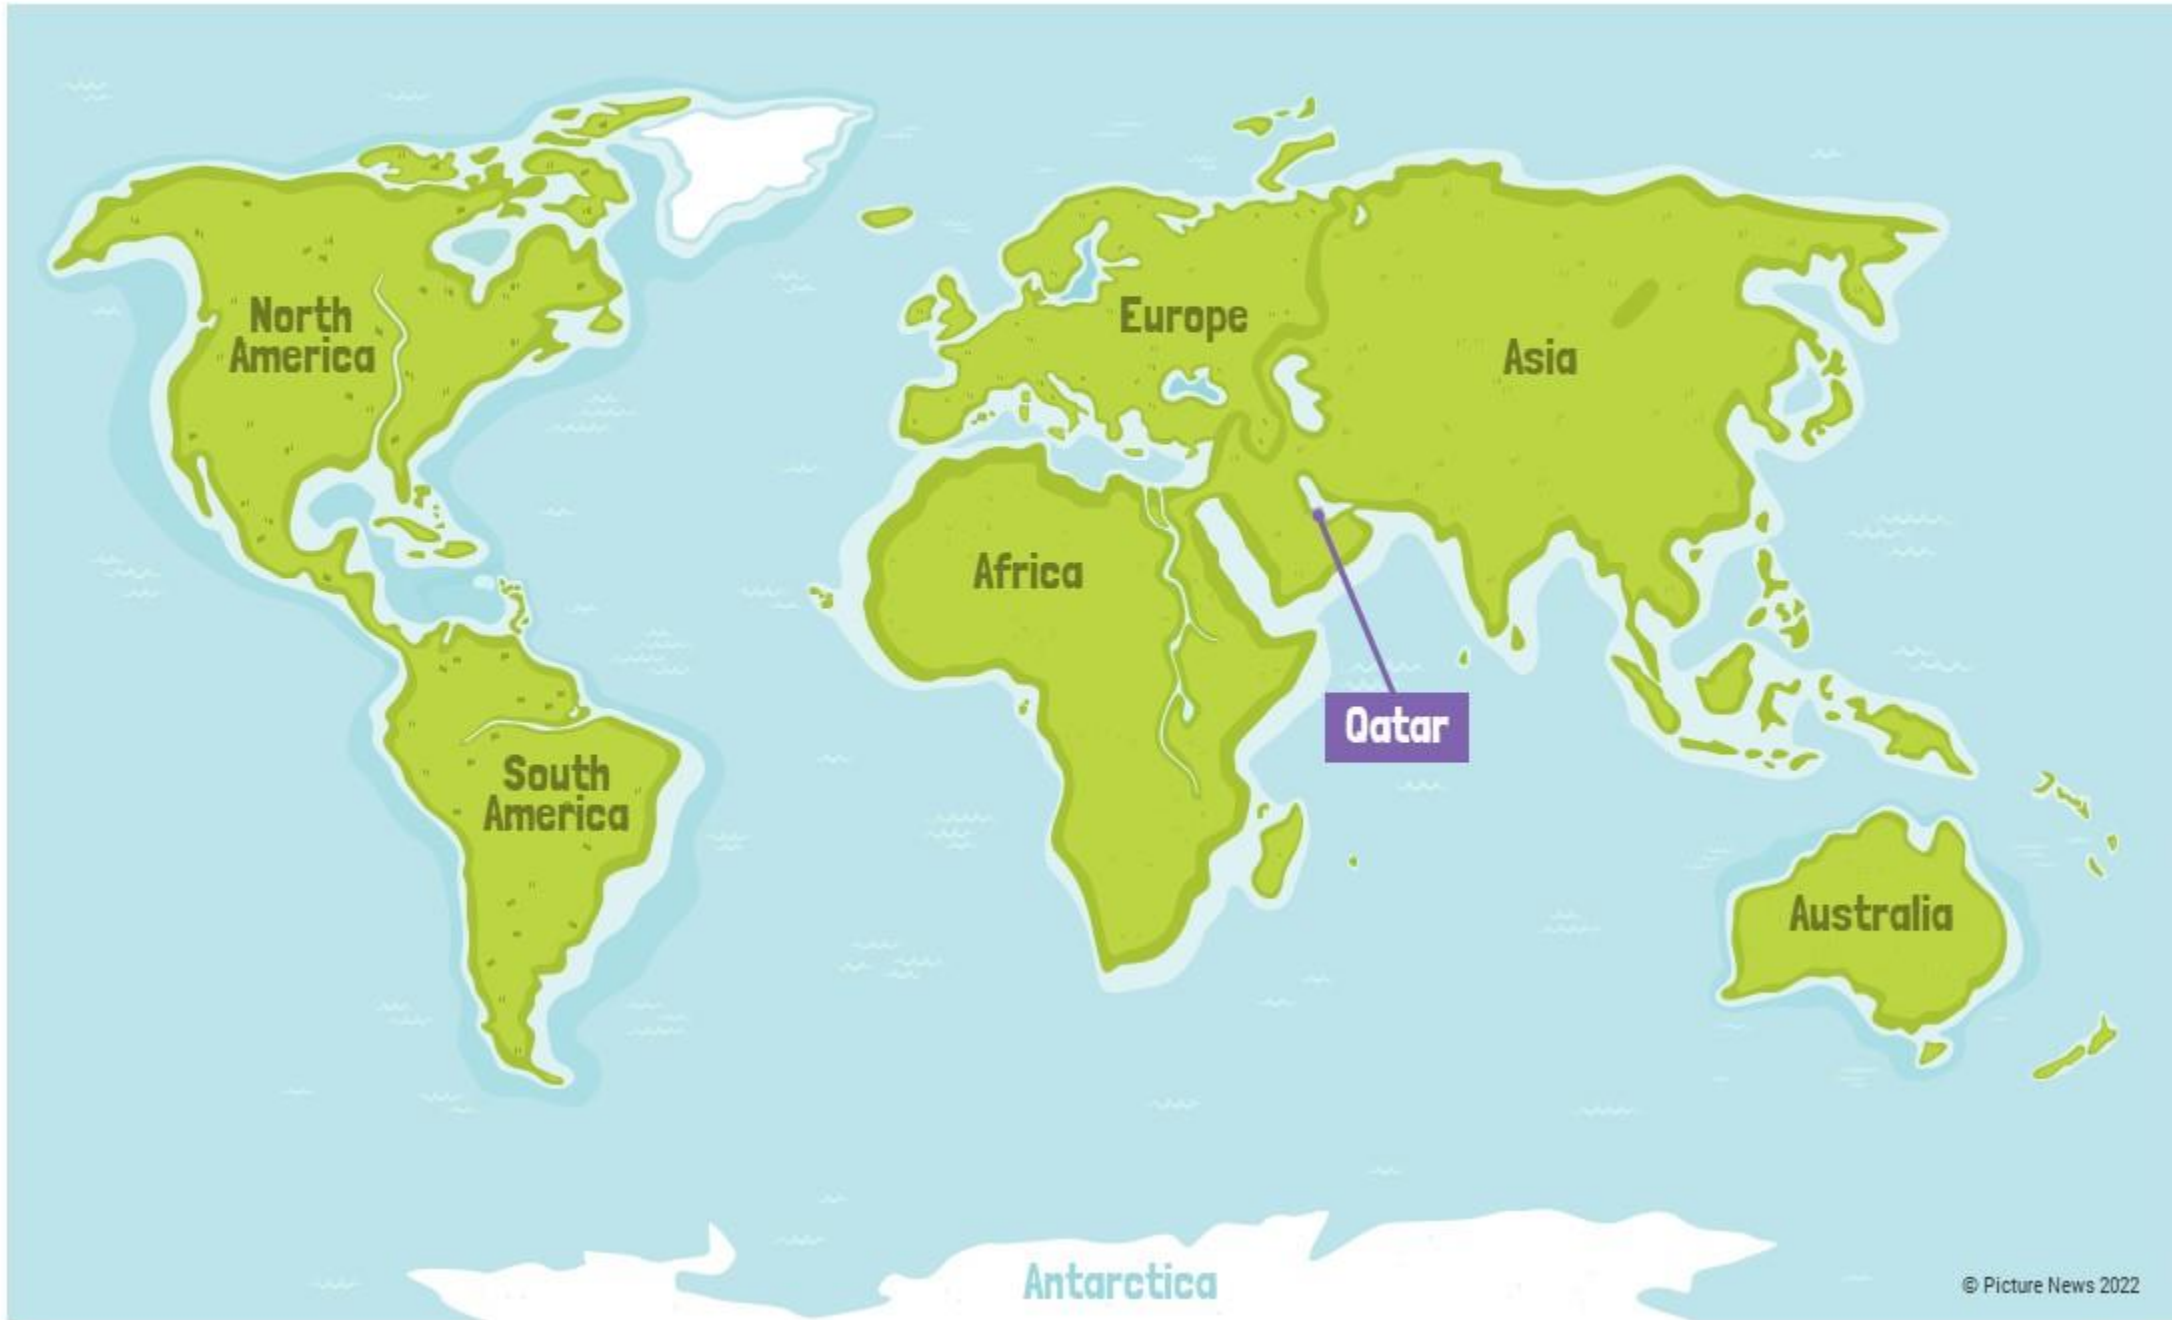 North
America
Europe
Asia
Africa
Qatar
South
America
Australia
Antarctica
© Picture News 2022